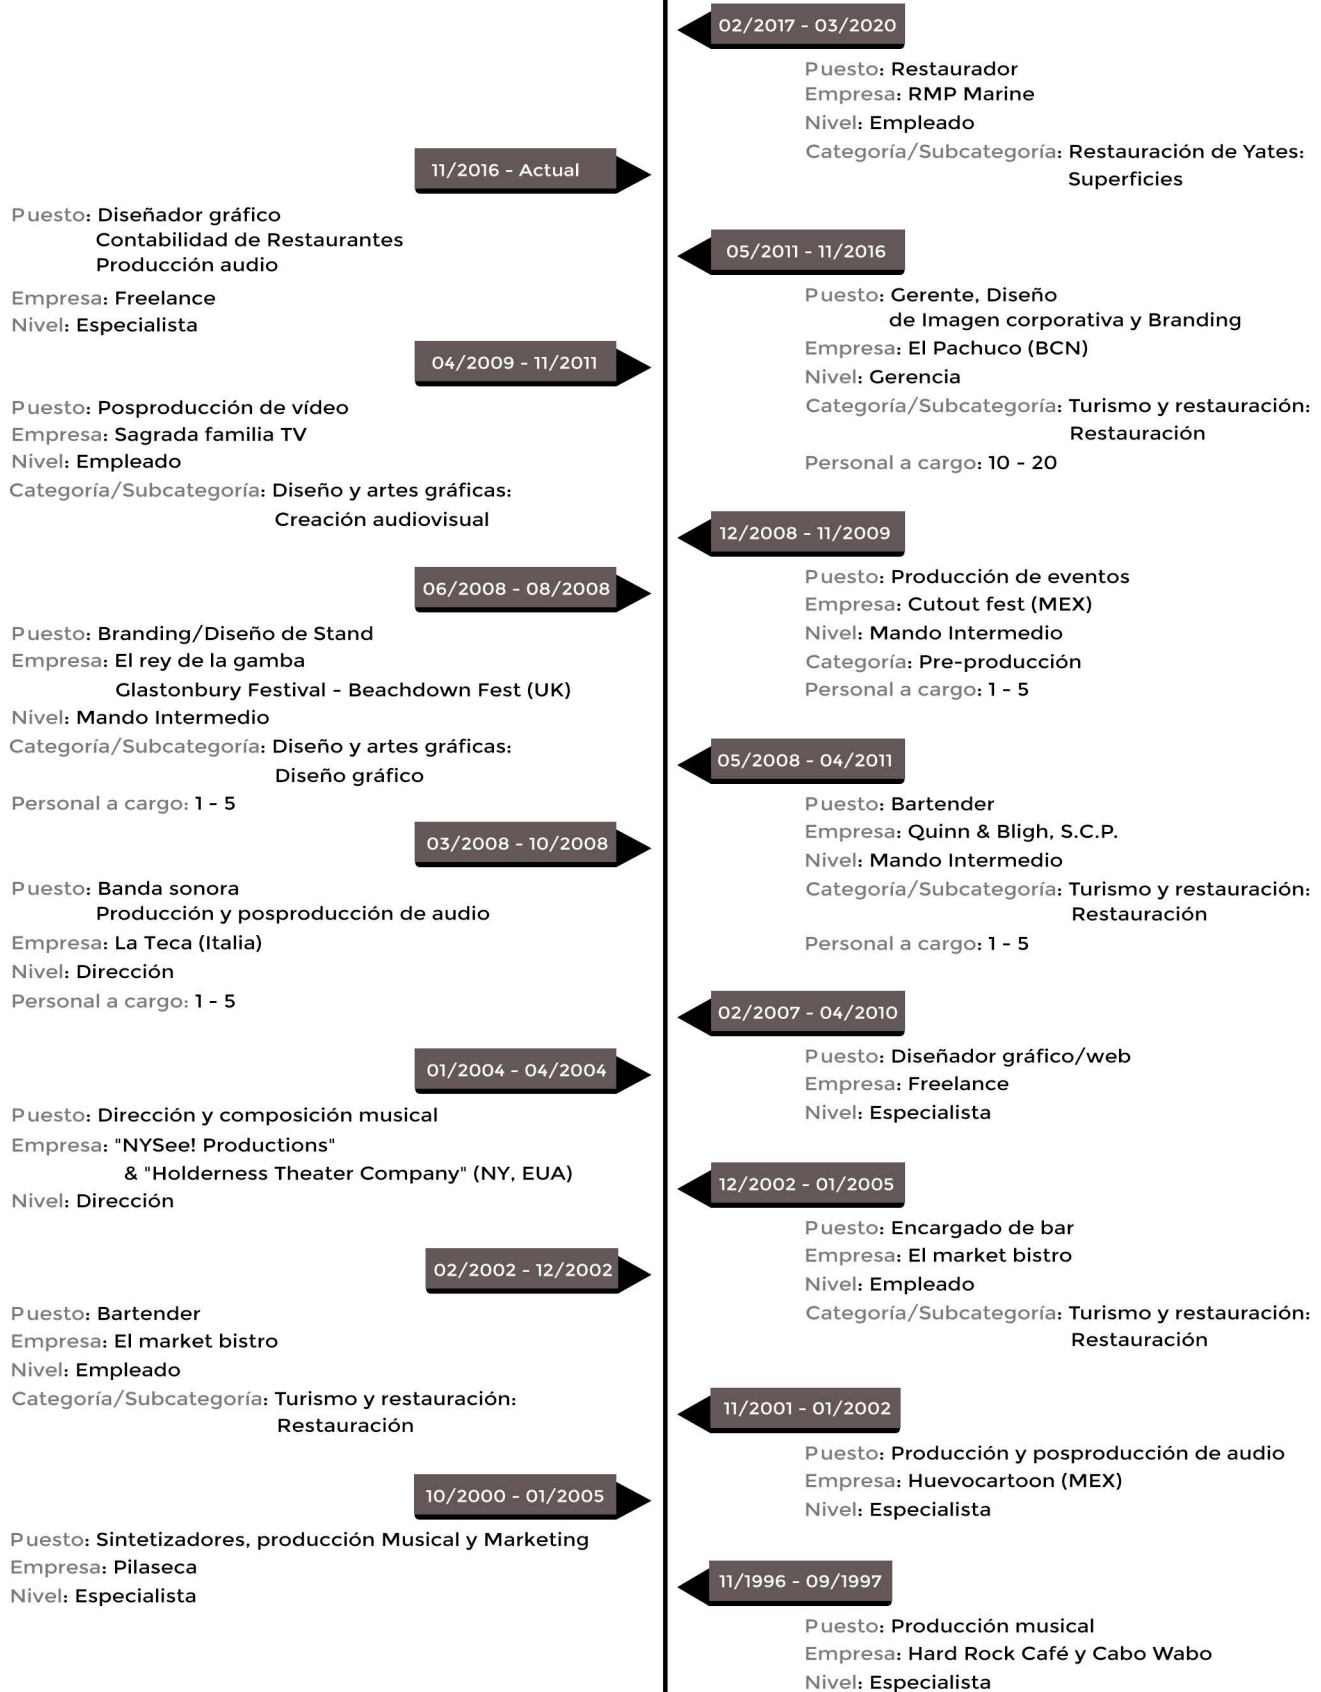 02/2017 - 03/2020
Puesto: Restaurador
Empresa: RMP Marine
Nivel: Empleado
Categoría/Subcategoría: Restauración de Yates:
Superficies
11/2016 - Actual
Puesto: Diseñador gráfico
Contabilidad de Restaurantes
Producción audio
Empresa: Freelance
Nivel: Especialista
05/2011 - 11/2016
Puesto: Gerente, Diseño
de Imagen corporativa y Branding
Empresa: El Pachuco (BCN)
Nivel: Gerencia
Categoría/Subcategoría: Turismo y restauración:
Restauración
Personal a cargo: 10 - 20
04/2009 - 11/2011
Puesto: Posproducción de vídeo
Empresa: Sagrada familia TV
Nivel: Empleado
Categoría/Subcategoría: Diseño y artes gráficas:
Creación audiovisual
12/2008 - 11/2009
Puesto: Producción de eventos
Empresa: Cutout fest (MEX)
Nivel: Mando Intermedio
Categoría: Pre-producción
Personal a cargo: 1 - 5
06/2008 - 08/2008
Puesto: Branding/Diseño de Stand
Empresa: El rey de la gamba
Glastonbury Festival - Beachdown Fest (UK)
Nivel: Mando Intermedio
Categoría/Subcategoría: Diseño y artes gráficas:
Diseño gráfico
Personal a cargo: 1 - 5
05/2008 - 04/2011
Puesto: Bartender
Empresa: Quinn & Bligh, S.C.P.
Nivel: Mando Intermedio
Categoría/Subcategoría: Turismo y restauración:
Restauración
Personal a cargo: 1 - 5
03/2008 - 10/2008
Puesto: Banda sonora
Producción y posproducción de audio
Empresa: La Teca (Italia)
Nivel: Dirección
Personal a cargo: 1 - 5
02/2007 - 04/2010
Puesto: Diseñador gráfico/web
Empresa: Freelance
Nivel: Especialista
01/2004 - 04/2004
Puesto: Dirección y composición musical
Empresa: "NYSee! Productions"
& "Holderness Theater Company" (NY, EUA)
Nivel: Dirección
12/2002 - 01/2005
Puesto: Encargado de bar
Empresa: El market bistro
Nivel: Empleado
Categoría/Subcategoría: Turismo y restauración:
Restauración
02/2002 - 12/2002
Puesto: Bartender
Empresa: El market bistro
Nivel: Empleado
Categoría/Subcategoría: Turismo y restauración:
Restauración
11/2001 - 01/2002
Puesto: Producción y posproducción de audio
Empresa: Huevocartoon (MEX)
Nivel: Especialista
10/2000 - 01/2005
Puesto: Sintetizadores, producción Musical y Marketing
Empresa: Pilaseca
Nivel: Especialista
11/1996 - 09/1997
Puesto: Producción musical
Empresa: Hard Rock Café y Cabo Wabo
Nivel: Especialista